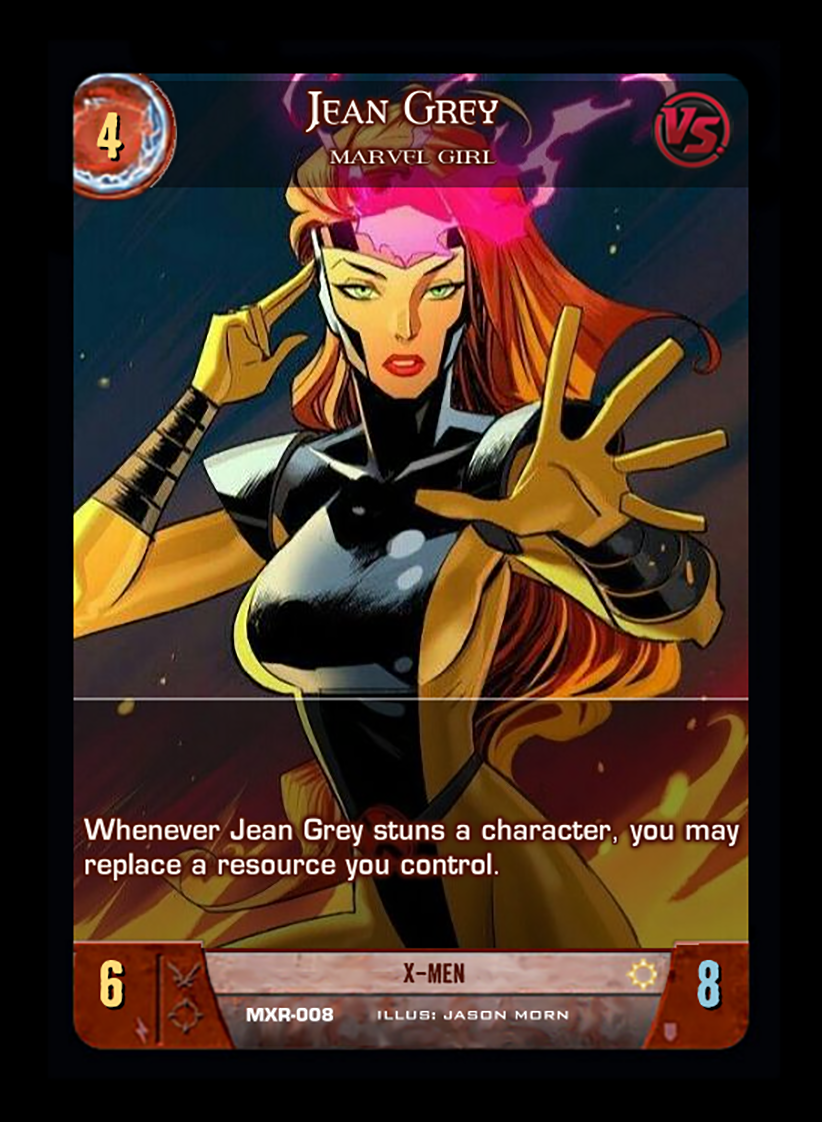 4
JEAN GREY
VS.
MARVEL GIRL
Whenever Jean Grey stuns a character, you may
replace a resource you control.
6
X-MEN
8
MXR-008 ILLUS: JASON MORN